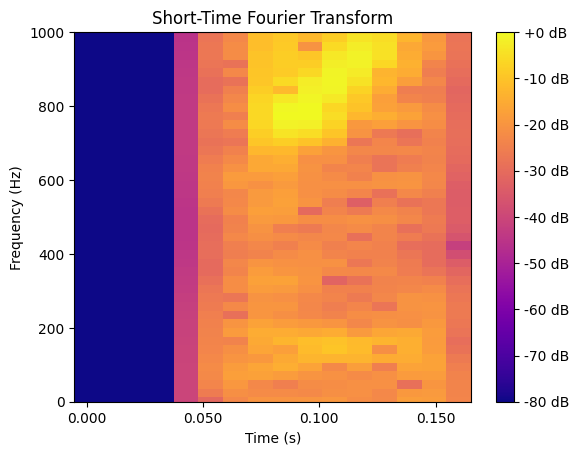 Short-Time Fourier Transform
Frequency (Hz)
1000
800
600
400
200
0
0.000
0.050
0.100
0.150
Time (s)
+0 dB
-10 dB
-20 dB
-30 dB
-40 dB
-50 dB
-60 dB
-70 dB
-80 dB